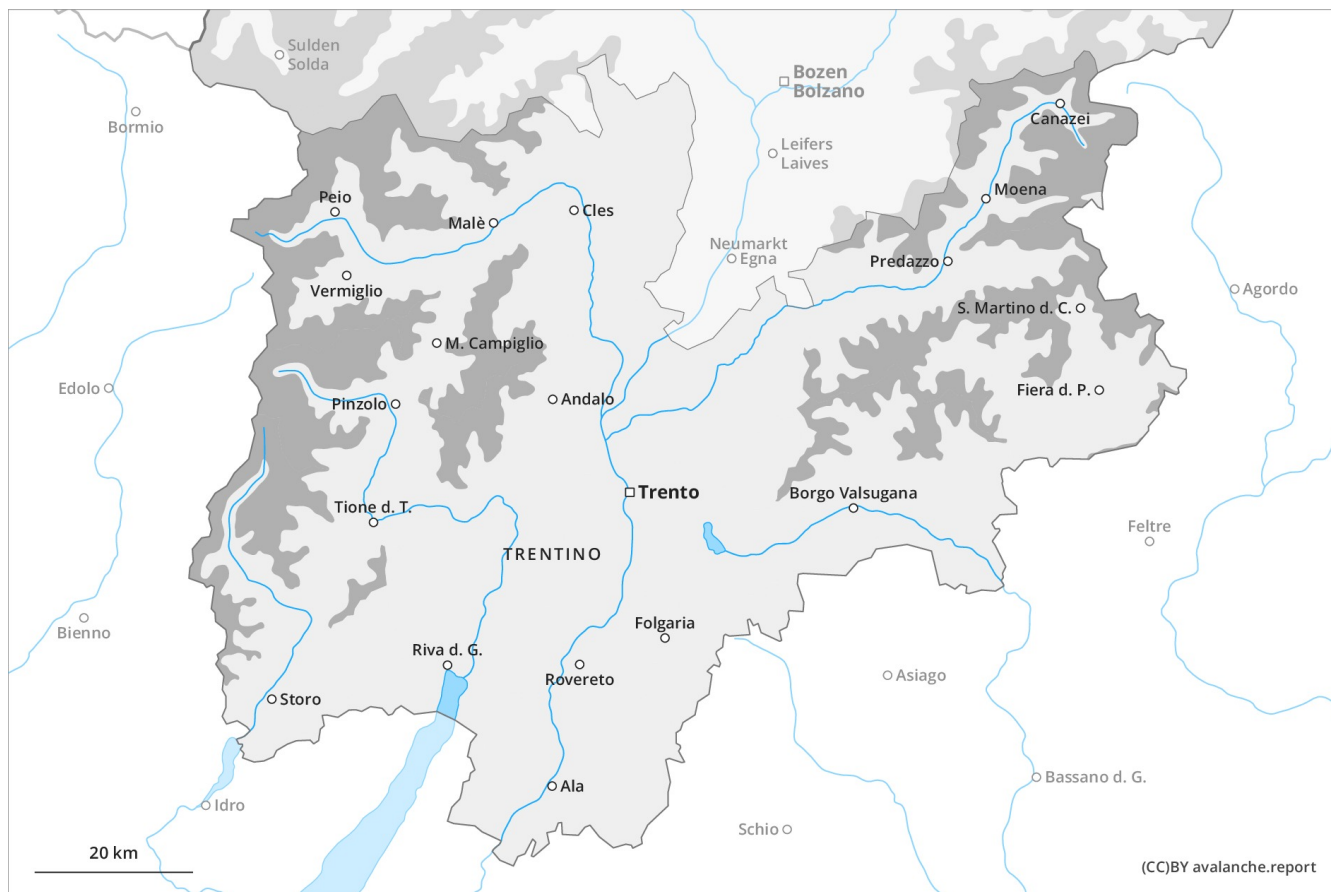 Sulden
Solda
Bozen
Bolzano
Bormio
Canazei
Leifers
Laives
Peio
Moena
Malè
Cles
Neumarkt
Egna
Predazzo
Vermiglio
Agordo
S. Martino d. C.
M. Campiglio
Edolo
Fiera d. P.
Pinzolo
Andalo
Trento
Borgo Valsugana
Tione d. T.
Feltre
TRENTINO
Bienno
Folgaria
Riva d. G.
Asiago
Rovereto
Storo
Bassano d. G.
Ala
Idro
Schio
20 km
(CC)BY avalanche.report